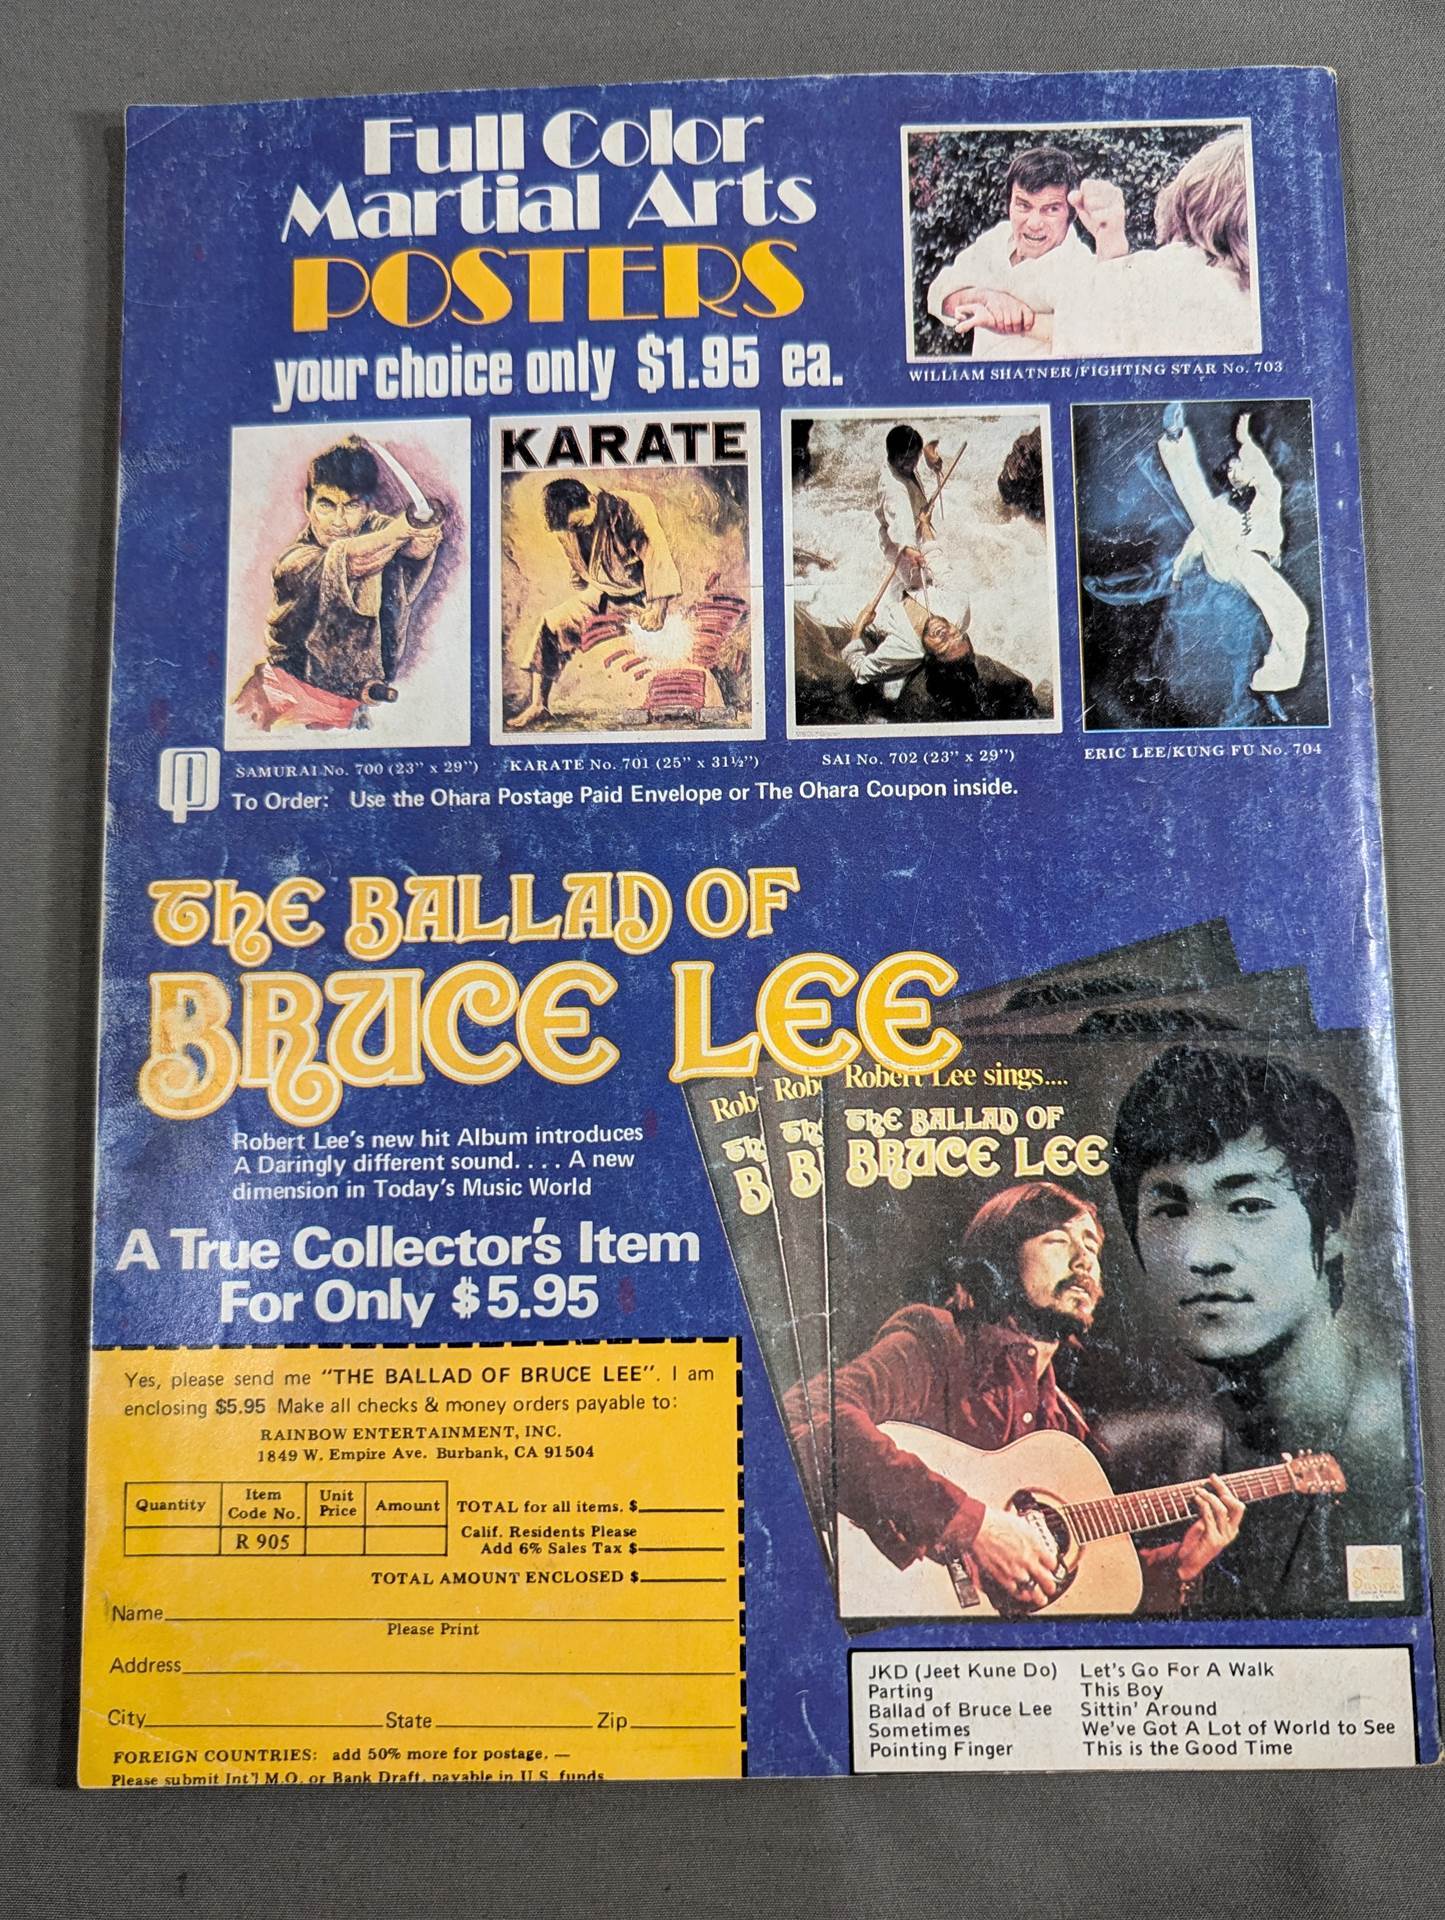 Full Color
Martial Arts
POSTERS
your choice only $1.95 ea.
WILLIAM SHATNER/FIGHTING STAR No. 703
KARATE
SAMURAI No. 700 (23” x 29”)
KARATE No. 701 (25” x 31½”)
SAI No. 702 (23” x 29”)
ERIC LEE/KUNG FU No. 704
To Order: Use the Ohara Postage Paid Envelope or The Ohara Coupon inside.
THE BALLAD OF
BRUCE LEE
Robert Lee sings....
THE BALLAD OF
BRUCE LEE
Robert Lee's new hit Album introduces
A Daringly different sound.... A new
dimension in Today's Music World
A True Collector's Item
For Only $5.95
Yes, please send me “THE BALLAD OF BRUCE LEE”. I am
enclosing $5.95 Make all checks & money orders payable to:
RAINBOW ENTERTAINMENT, INC.
1849 W. Empire Ave. Burbank, CA 91504
Quantity
Item
Code No.
Unit
Price
Amount
R 905
TOTAL for all items. $
Calif. Residents Please
Add 6% Sales Tax $
TOTAL AMOUNT ENCLOSED $
Name
Please Print
Address
City State Zip
FOREIGN COUNTRIES: add 50% more for postage. —
Please submit Int'l M.O. or Bank Draft, payable in U.S. funds
JKD (Jeet Kune Do)
Parting
Ballad of Bruce Lee
Sometimes
Pointing Finger
Let's Go For A Walk
This Boy
Sittin' Around
We've Got A Lot of World to See
This is the Good Time